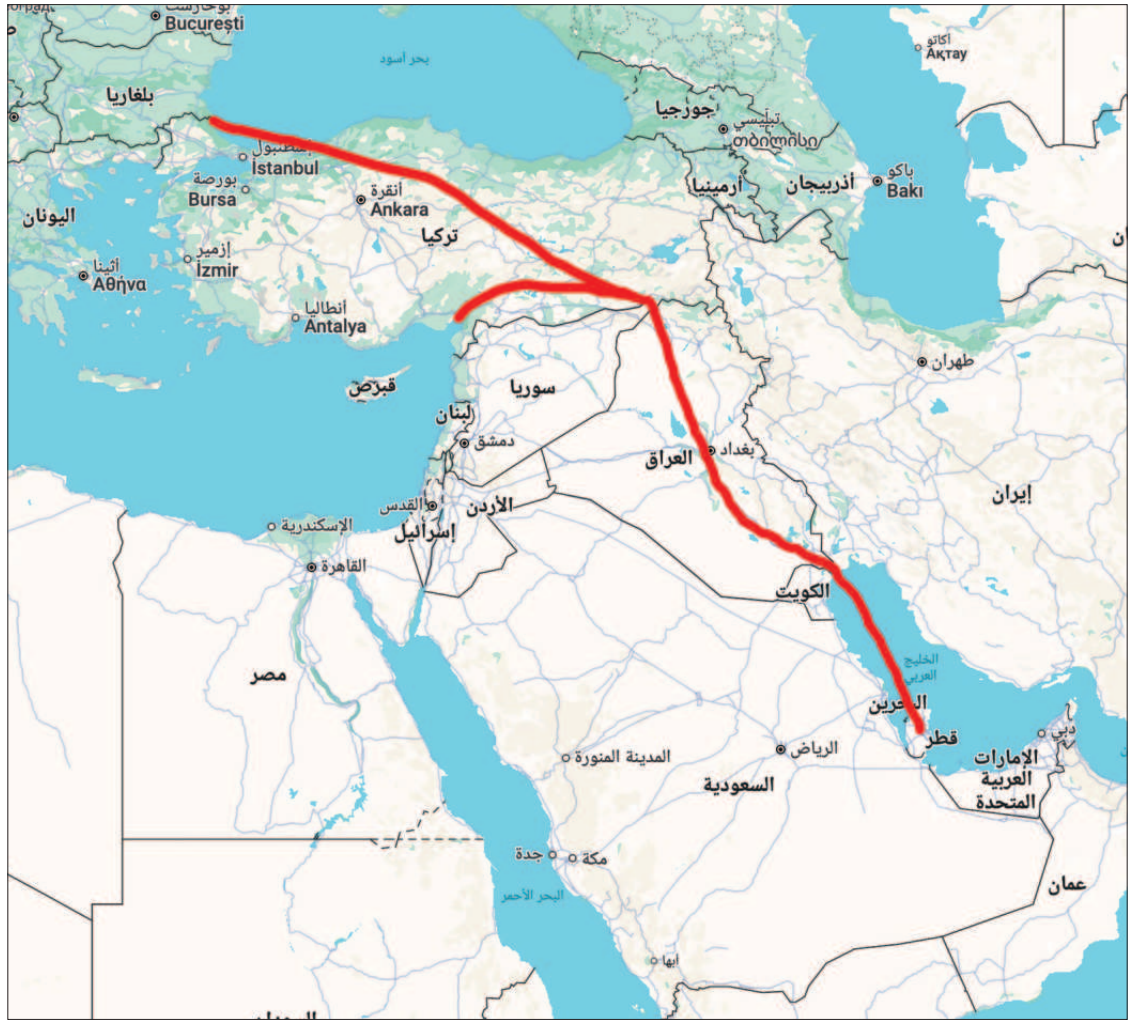 بوخارست
București
بحر أسود
أكتاو
Ақтау
بلغاريا
جورجيا
تبليسي
თბილისი
إسطنبول
İstanbul
بورصة
Bursa
أنقرة
Ankara
أرمينيا
أذربيجان
باكو
Bakı
اليونان
تركيا
إزمير
İzmir
أثينا
Αθήνα
أنطاليا
Antalya
طهران
قبرص
سوريا
لبنان
دمشق
بغداد
العراق
إيران
القدس
الأردن
إسرائيل
الإسكندرية
القاهرة
الكويت
الخليج
العربي
مصر
البحرين
قطر
دبي
الإمارات
العربية
المتحدة
المدينة المنورة
الرياض
السعودية
جدة
مكة
عمان
البحر الأحمر
أبها
السودان